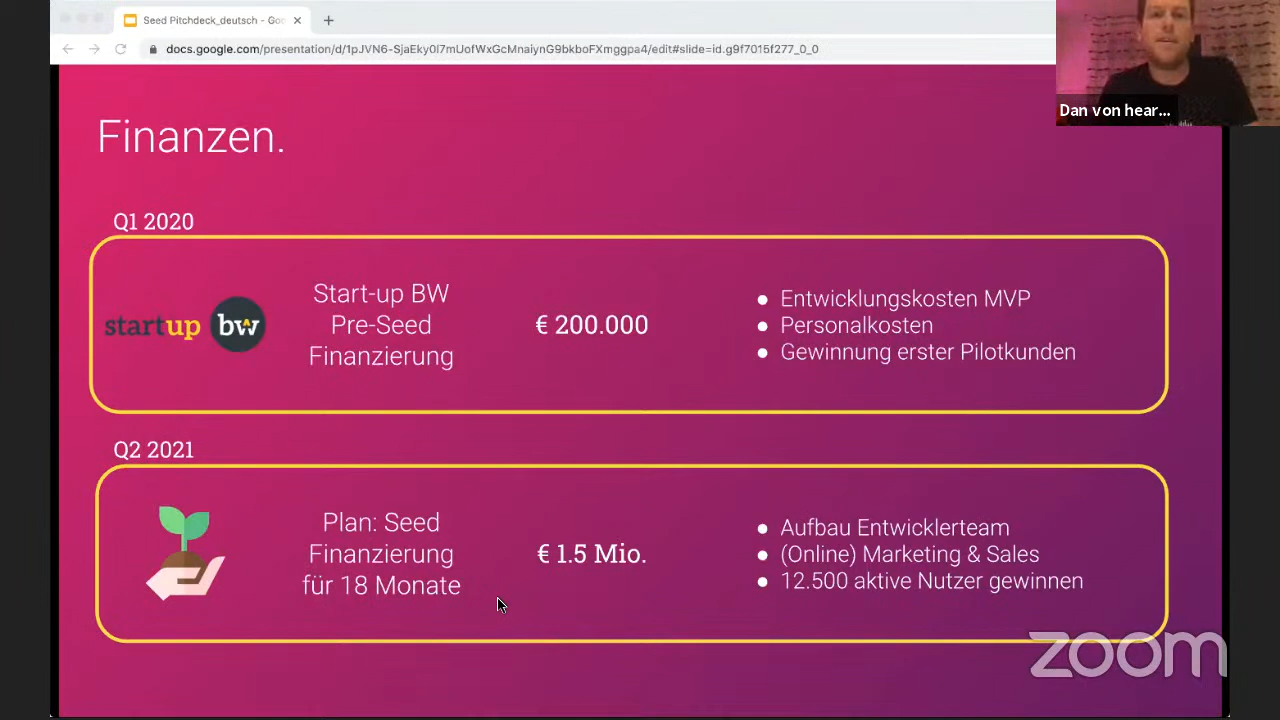 Seed Pitchdeck_deutsch - Goo
docs.google.com/presentation/d/1pJVN6-SjaEky0l7mUofWxGcMnaiynG9bkboFXmggpa4/edit#slide=id.g9f7015f277_0_0
Dan von hear...
Finanzen.
Q1 2020
startup bw
Start-up BW
Pre-Seed
Finanzierung
€ 200.000
● Entwicklungskosten MVP
● Personalkosten
● Gewinnung erster Pilotkunden
Q2 2021
Plan: Seed
Finanzierung
für 18 Monate
€ 1.5 Mio.
● Aufbau Entwicklerteam
● (Online) Marketing & Sales
● 12.500 aktive Nutzer gewinnen
zoom